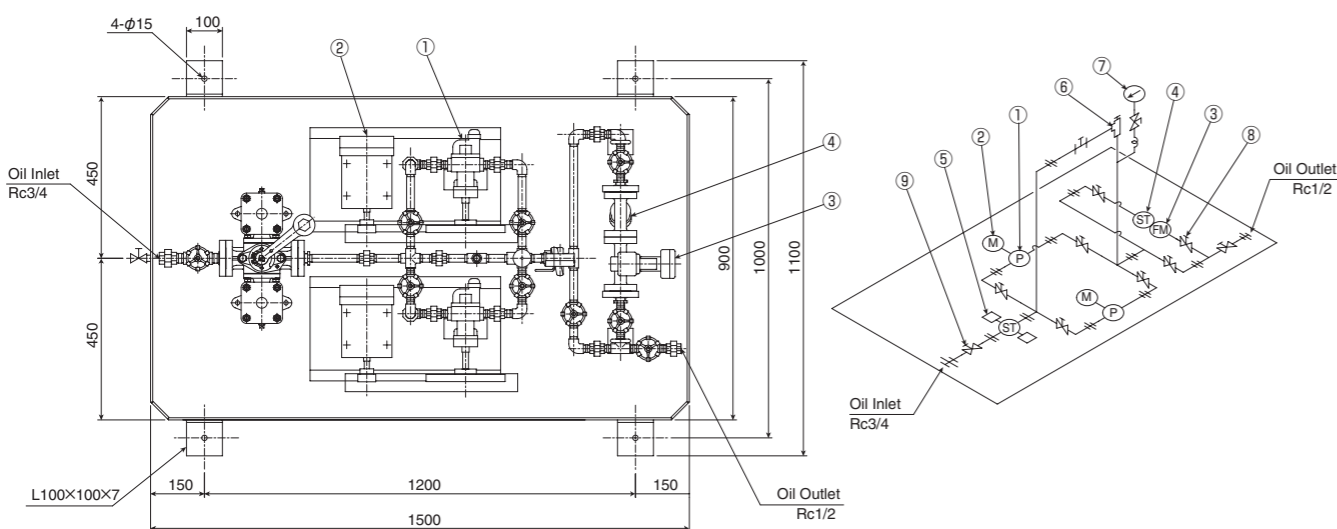 4-φ15
100
②
①
450
450
Oil Inlet
Rc3/4
④
③
900
1000
1100
L100×100×7
150
1200
150
1500
Oil Outlet
Rc1/2
⑦
⑥
④
②
①
③
⑧
⑤
⑨
Oil Outlet
Rc1/2
ST
FM
M
P
M
P
ST
Oil Inlet
Rc3/4